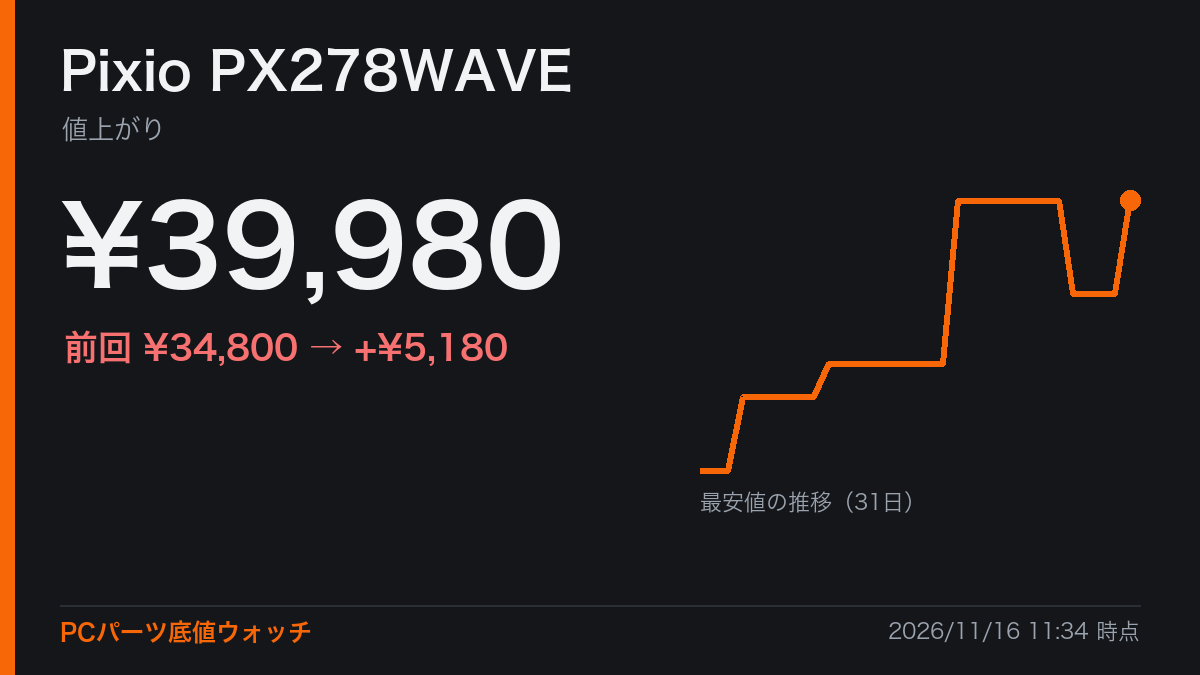 Pixio PX278WAVE
値上がり
¥39,980
前回 ¥34,800 → +¥5,180
最安値の推移（31日）
PCパーツ底値ウォッチ
2026/11/16 11:34 時点